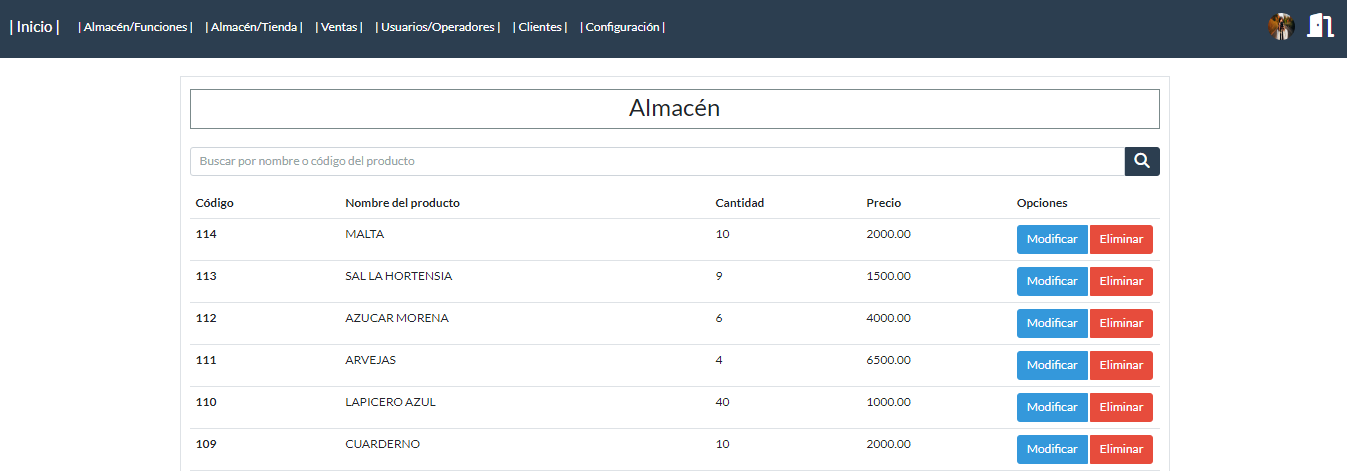 | Inicio | | Almacén/Funciones | | Almacén/Tienda | | Ventas | | Usuarios/Operadores | | Clientes | | Configuración |
Almacén
Buscar por nombre o código del producto
Código Nombre del producto Cantidad Precio Opciones
114 MALTA 10 2000.00 Modificar Eliminar
113 SAL LA HORTENSIA 9 1500.00 Modificar Eliminar
112 AZUCAR MORENA 6 4000.00 Modificar Eliminar
111 ARVEJAS 4 6500.00 Modificar Eliminar
110 LAPICERO AZUL 40 1000.00 Modificar Eliminar
109 CUARDERNO 10 2000.00 Modificar Eliminar